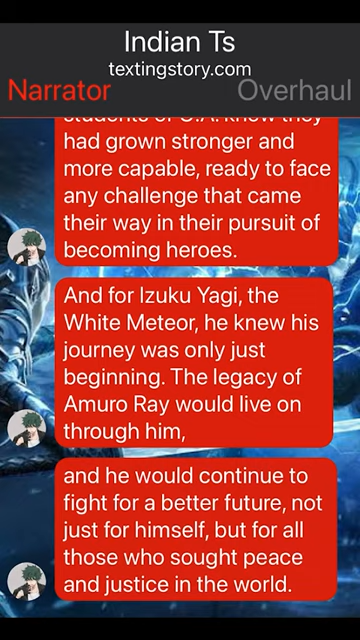 Indian Ts
textingstory.com
Narrator
Overhaul
students of U.A. knew they
had grown stronger and
more capable, ready to face
any challenge that came
their way in their pursuit of
becoming heroes.
And for Izuku Yagi, the
White Meteor, he knew his
journey was only just
beginning. The legacy of
Amuro Ray would live on
through him,
and he would continue to
fight for a better future, not
just for himself, but for all
those who sought peace
and justice in the world.